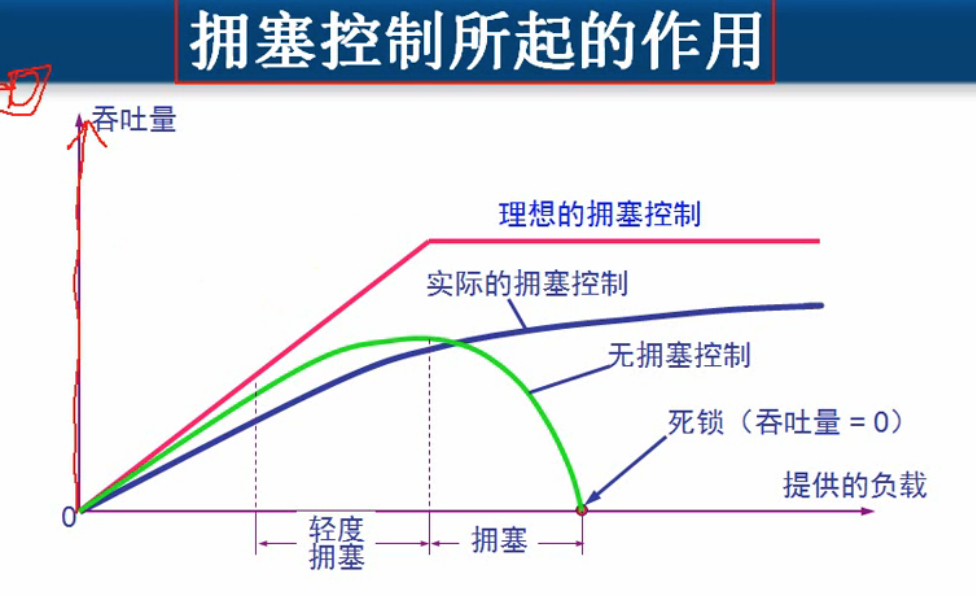 拥塞控制所起的作用
吞吐量
理想的拥塞控制
实际的拥塞控制
无拥塞控制
死锁（吞吐量 = 0）
提供的负载
0
轻度
拥塞
拥塞